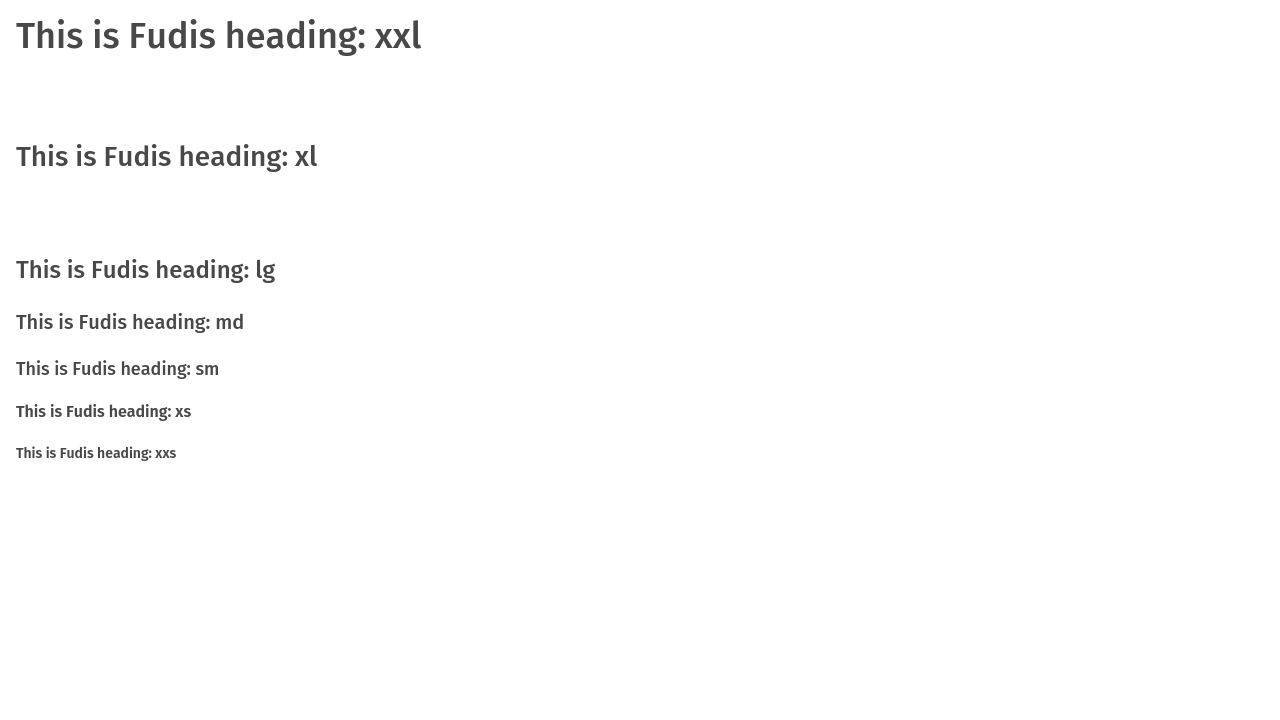 This is Fudis heading: xxl
This is Fudis heading: xl
This is Fudis heading: lg
This is Fudis heading: md
This is Fudis heading: sm
This is Fudis heading: xs
This is Fudis heading: xxs